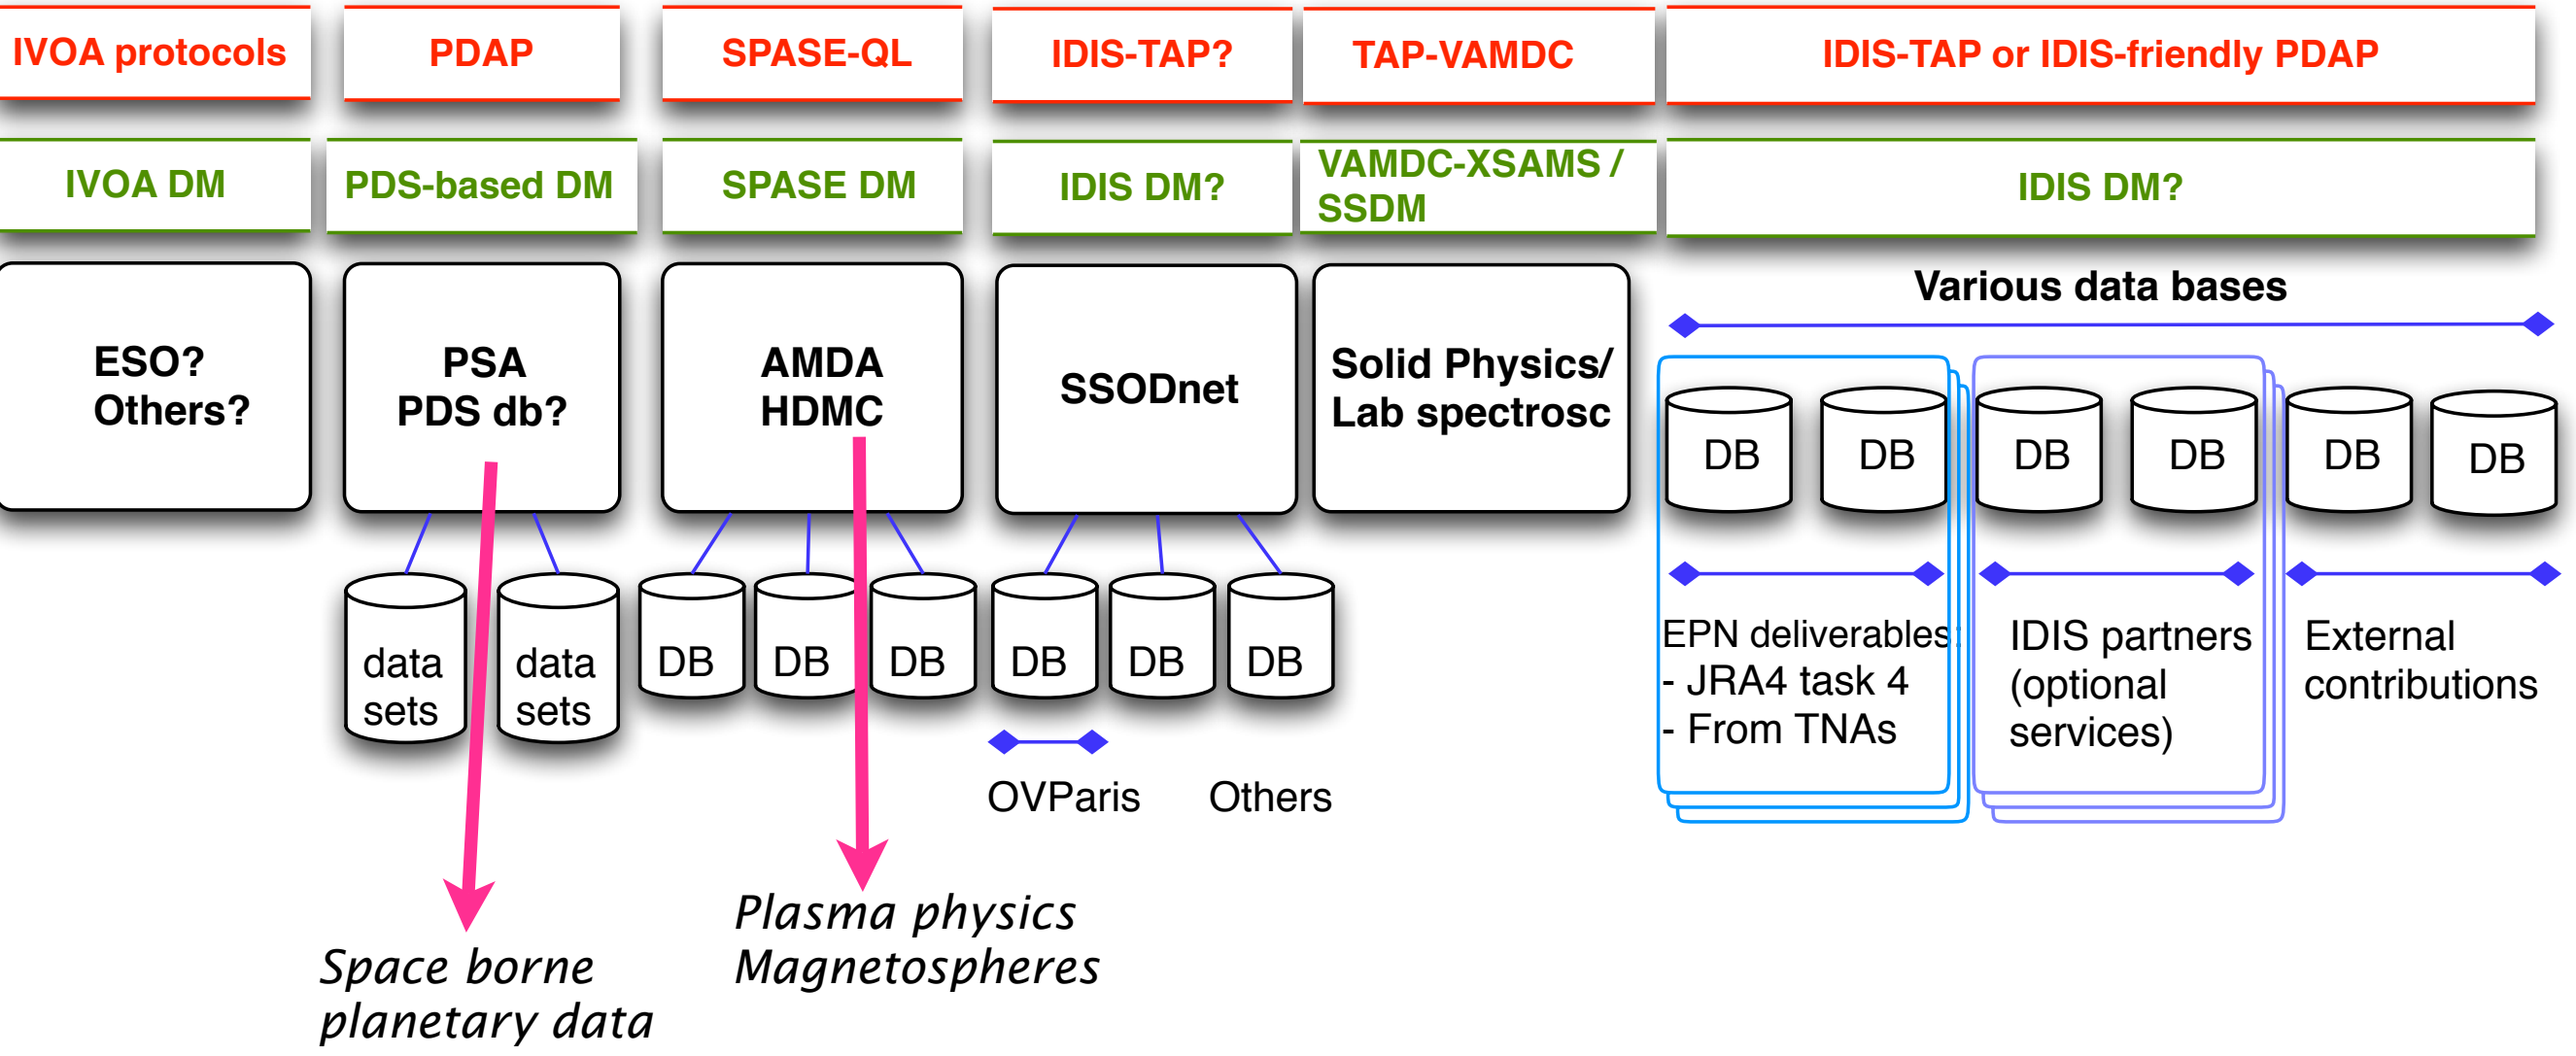 IVOA protocols
PDAP
SPASE-QL
IDIS-TAP?
TAP-VAMDC
IDIS-TAP or IDIS-friendly PDAP
IVOA DM
PDS-based DM
SPASE DM
IDIS DM?
VAMDC-XSAMS /
SSDM
IDIS DM?
ESO?
Others?
PSA
PDS db?
AMDA
HDMC
SSODnet
Solid Physics/
Lab spectrosc
Various data bases
DB
DB
DB
DB
DB
DB
data
sets
data
sets
DB
DB
DB
DB
DB
DB
OVParis
Others
EPN deliverables:
- JRA4 task 4
- From TNAs
IDIS partners
(optional
services)
External
contributions
Space borne
planetary data
Plasma physics
Magnetospheres